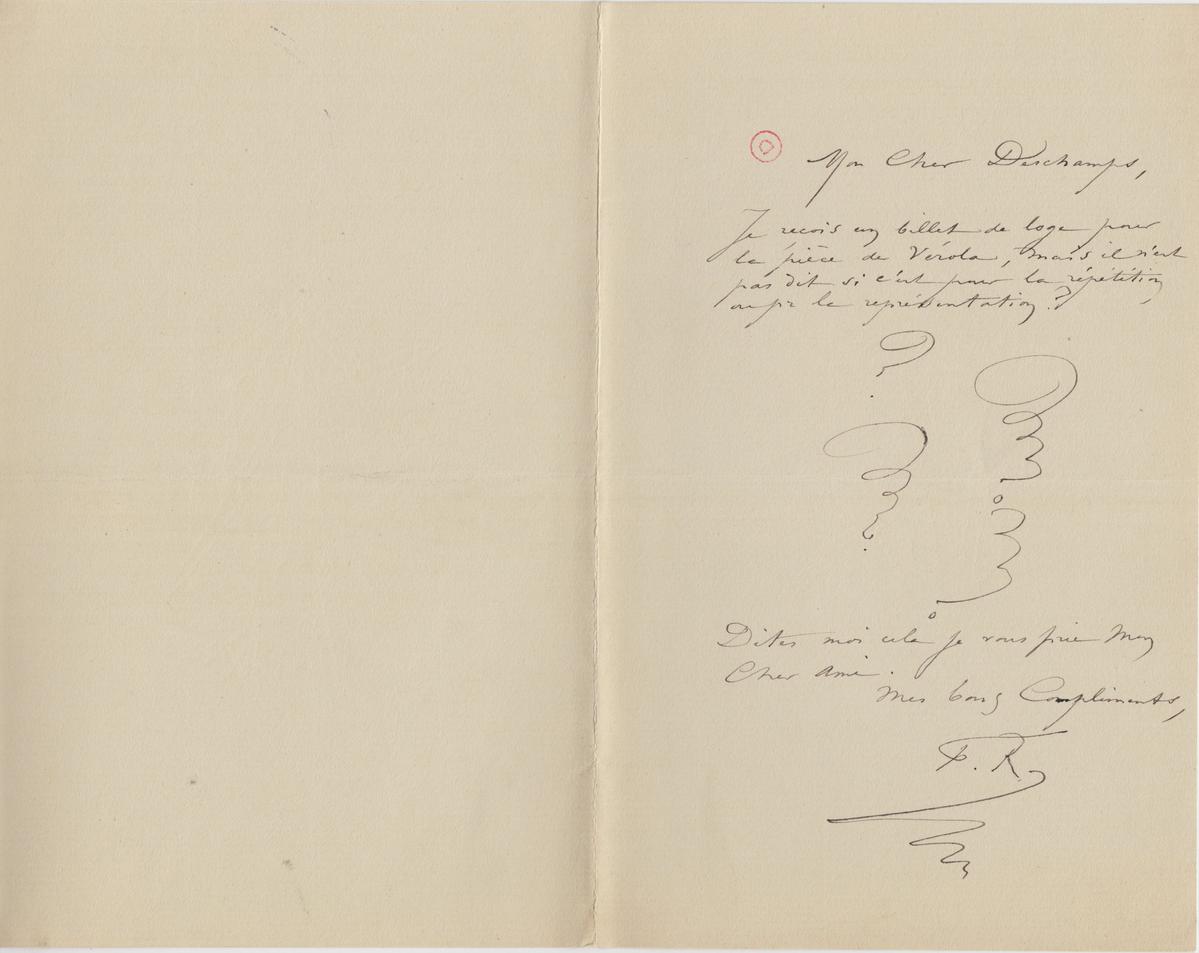 Mon Cher Deschamps,
Je reçois un billet de loge pour
la pièce de Vérola, mais il n'est
pas dit si c'est pour la répétition
ou pr la représentation ?
?
?
?
Dites moi cela je vous prie Mon
Cher Ami.
Mes bons Compliments,
F. R.